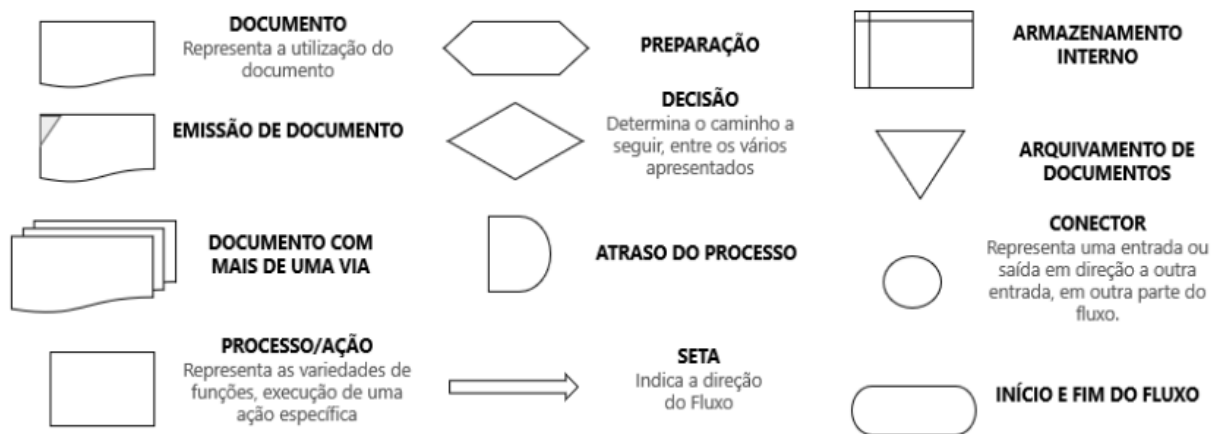 DOCUMENTO
Representa a utilização do
documento
EMISSÃO DE DOCUMENTO
DOCUMENTO COM
MAIS DE UMA VIA
PROCESSO/AÇÃO
Representa as variedades de
funções, execução de uma
ação específica
PREPARAÇÃO
DECISÃO
Determina o caminho a
seguir, entre os vários
apresentados
ATRASO DO PROCESSO
SETA
Indica a direção
do Fluxo
ARMAZENAMENTO
INTERNO
ARQUIVAMENTO DE
DOCUMENTOS
CONECTOR
Representa uma entrada ou
saída em direção a outra
entrada, em outra parte do
fluxo.
INÍCIO E FIM DO FLUXO